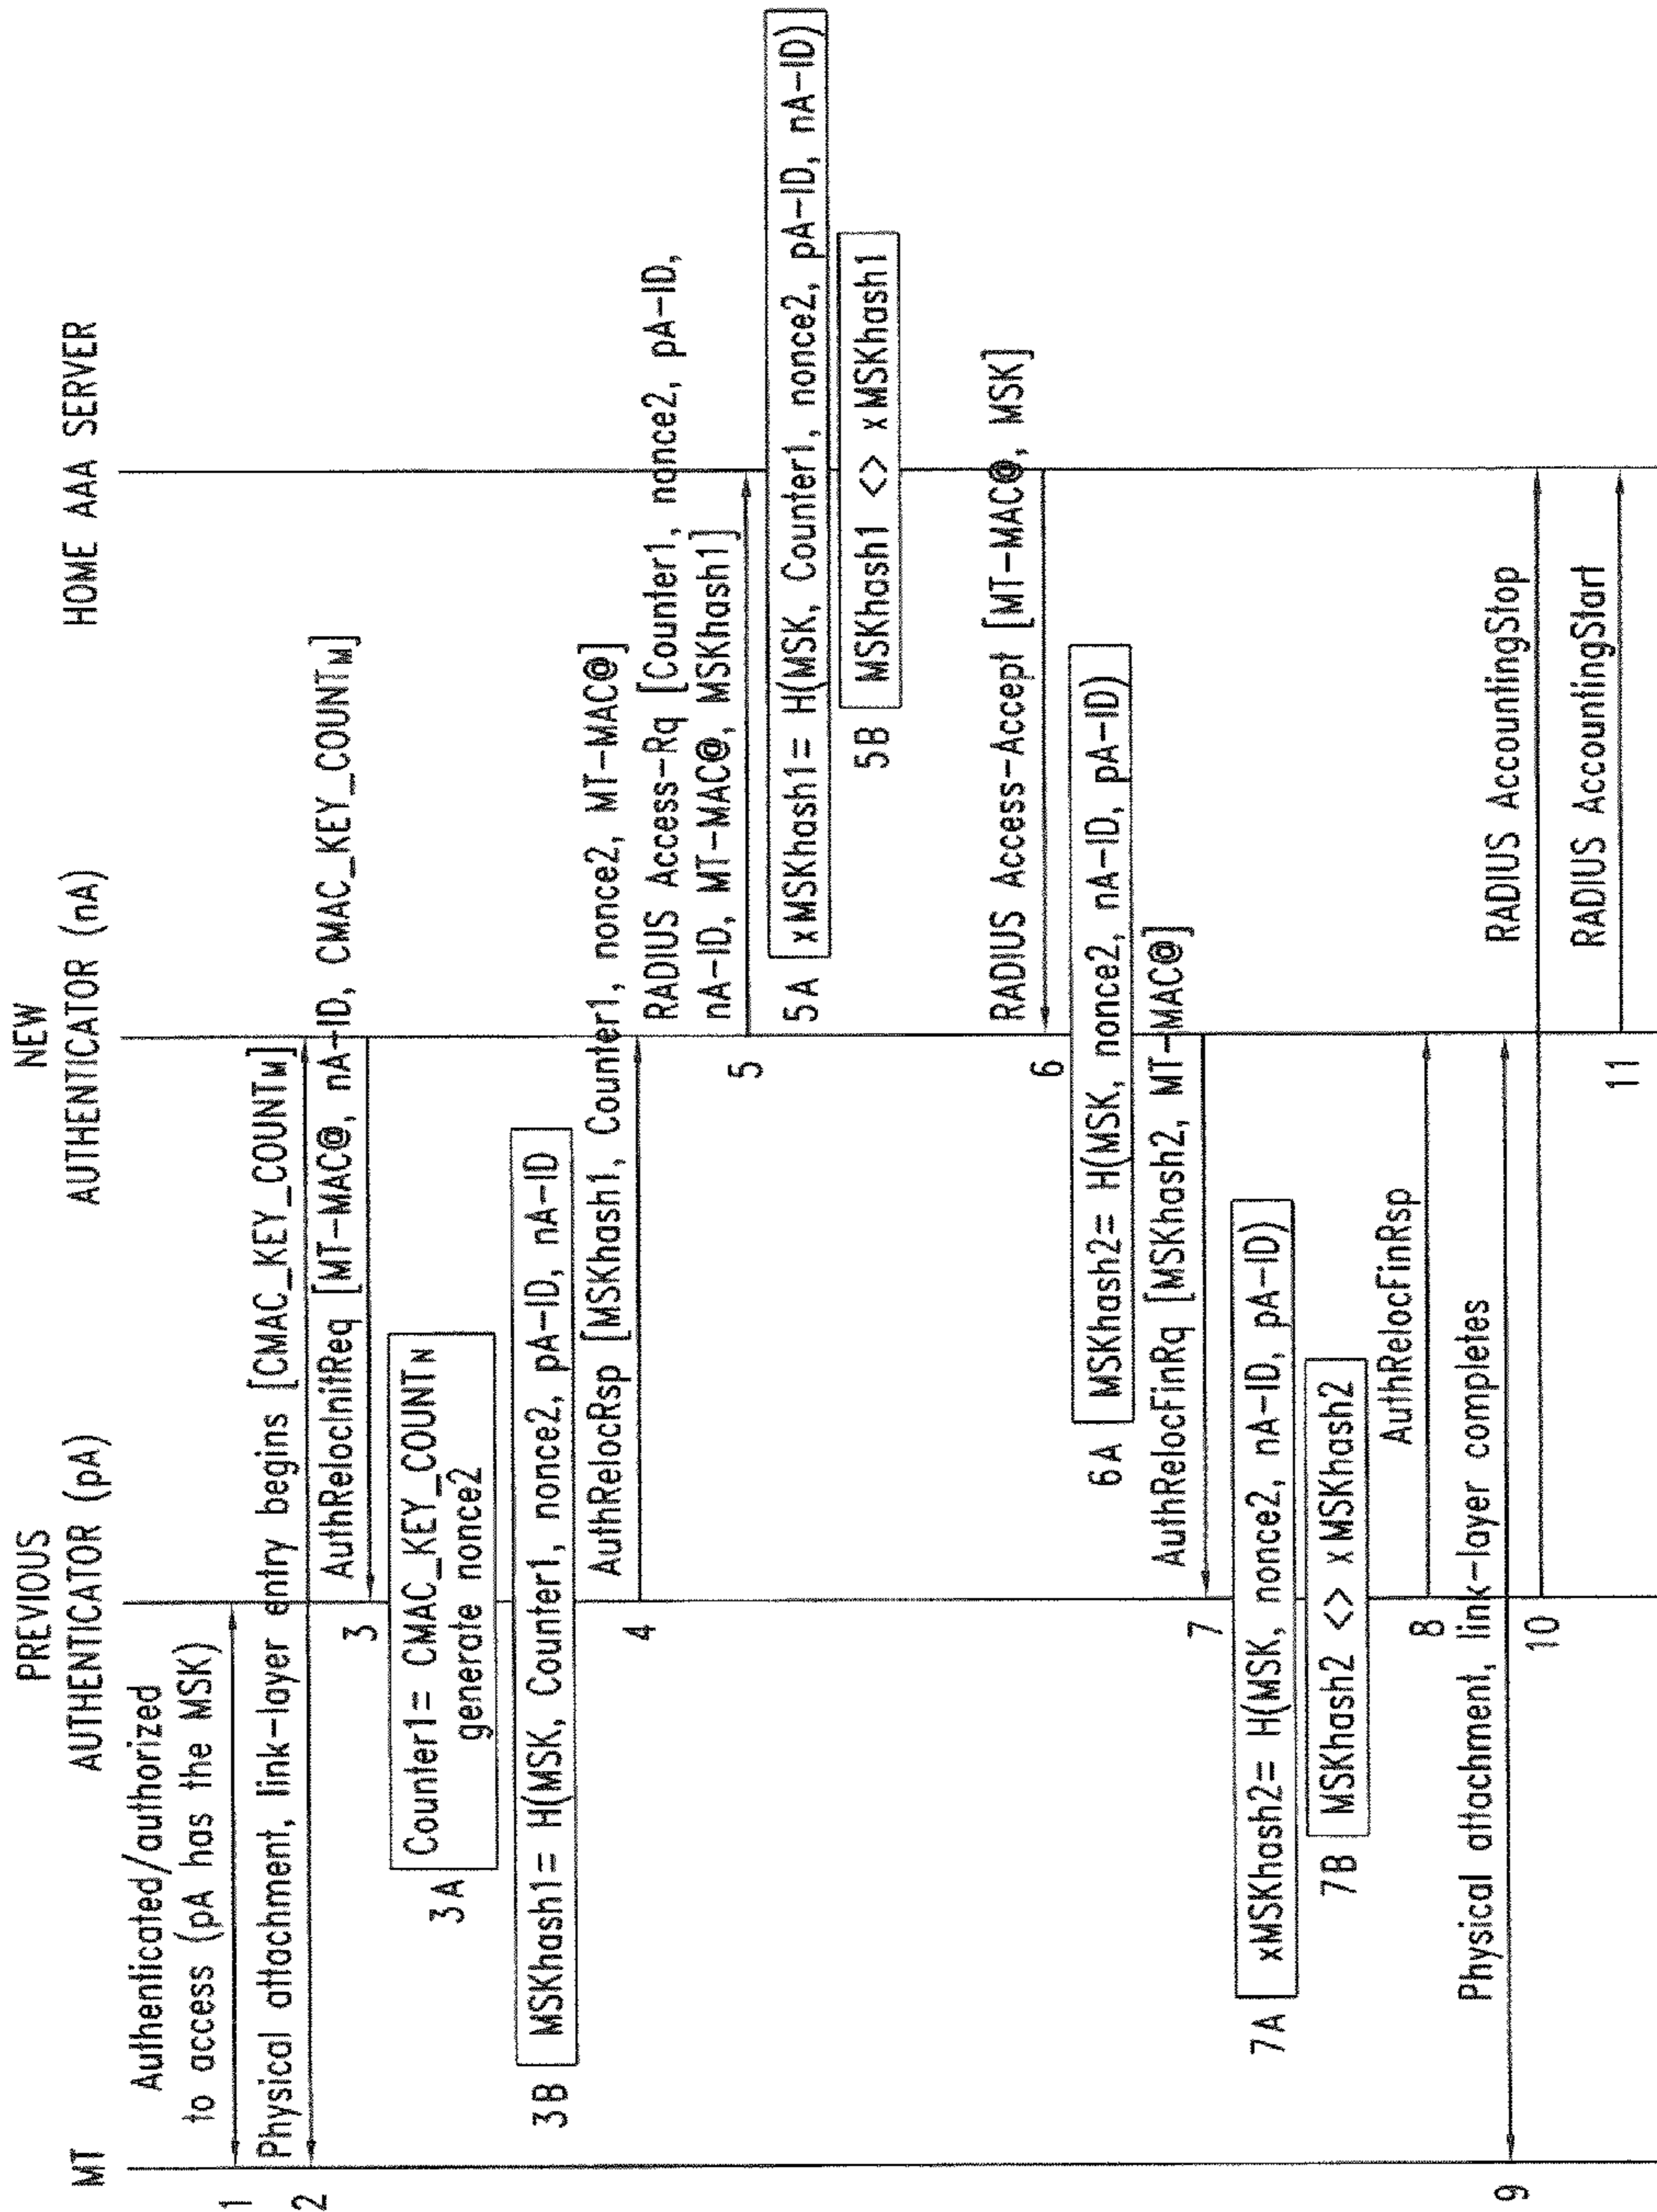 MT
PREVIOUS
AUTHENTICATOR (pA)
NEW
AUTHENTICATOR (nA)
HOME AAA SERVER
Authenticated/authorized
to access (pA has the MSK)
1
Physical attachment, link-layer entry begins [CMAC_KEY_COUNTM]
2
AuthRelocInitReq [MT-MAC@, nA-ID, CMAC_KEY_COUNTM]
3
3A
Counter1= CMAC_KEY_COUNTN
generate nonce2
3B
MSKhash1= H(MSK, Counter1, nonce2, pA-ID, nA-ID
AuthRelocRsp [MSKhash1, Counter1, nonce2, MT-MAC@]
4
RADIUS Access-Rq [Counter1, nonce2, pA-ID,
nA-ID, MT-MAC@, MSKhash1]
5
5A
xMSKhash1= H(MSK, Counter1, nonce2, pA-ID, nA-ID)
5B
MSKhash1 <> xMSKhash1
RADIUS Access-Accept [MT-MAC@, MSK]
6
6A
MSKhash2= H(MSK, nonce2, nA-ID, pA-ID)
AuthRelocFinRq [MSKhash2, MT-MAC@]
7
7A
xMSKhash2= H(MSK, nonce2, nA-ID, pA-ID)
7B
MSKhash2 <> xMSKhash2
AuthRelocFinRsp
8
Physical attachment, link-layer completes
9
RADIUS AccountingStop
10
RADIUS AccountingStart
11